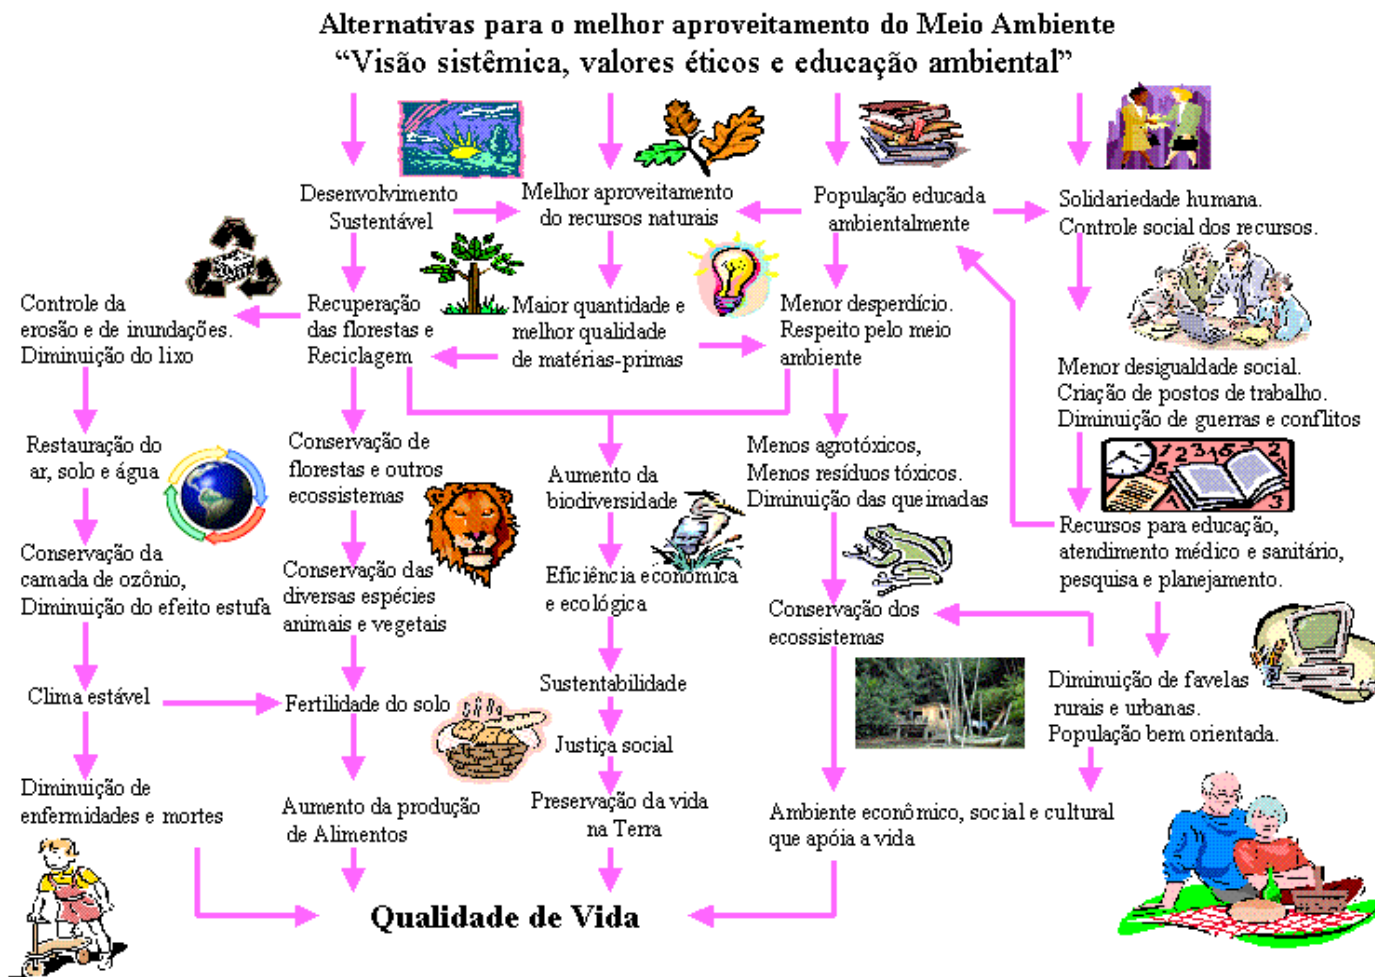 Alternativas para o melhor aproveitamento do Meio Ambiente
“Visão sistêmica, valores éticos e educação ambiental”
Desenvolvimento
Sustentável
Melhor aproveitamento
do recursos naturais
População educada
ambientalmente
Solidariedade humana.
Controle social dos recursos.
Controle da
erosão e de inundações.
Diminuição do lixo
Recuperação
das florestas e
Reciclagem
Maior quantidade e
melhor qualidade
de matérias-primas
Menor desperdício.
Respeito pelo meio
ambiente
Menor desigualdade social.
Criação de postos de trabalho.
Diminuição de guerras e conflitos
Restauração do
ar, solo e água
Conservação de
florestas e outros
ecossistemas
Aumento da
biodiversidade
Menos agrotóxicos,
Menos resíduos tóxicos.
Diminuição das queimadas
Recursos para educação,
atendimento médico e sanitário,
pesquisa e planejamento.
Conservação da
camada de ozônio,
Diminuição do efeito estufa
Conservação das
diversas espécies
animais e vegetais
Eficiência econômica
e ecológica
Conservação dos
ecossistemas
Clima estável
Fertilidade do solo
Sustentabilidade
Diminuição de favelas
rurais e urbanas.
População bem orientada.
Justiça social
Diminuição de
enfermidades e mortes
Aumento da produção
de Alimentos
Preservação da vida
na Terra
Ambiente econômico, social e cultural
que apóia a vida
Qualidade de Vida